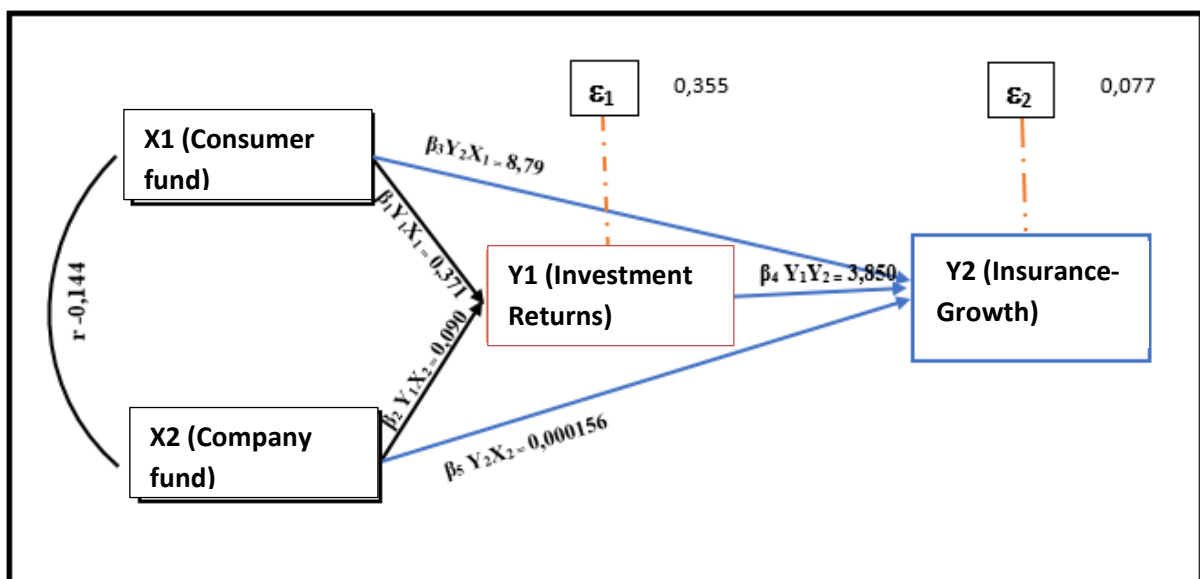 ε₁
0,355
ε₂
0,077
X1 (Consumer
fund)
β₃Y₂X₁ = 8,79
β₁Y₁X₁ = 0,371
r -0,144
Y1 (Investment
Returns)
β₄ Y₁Y₂ = 3,850
Y2 (Insurance-
Growth)
β₂ Y₁X₂ = 0,090
X2 (Company
fund)
β₅ Y₂X₂ = 0,000156